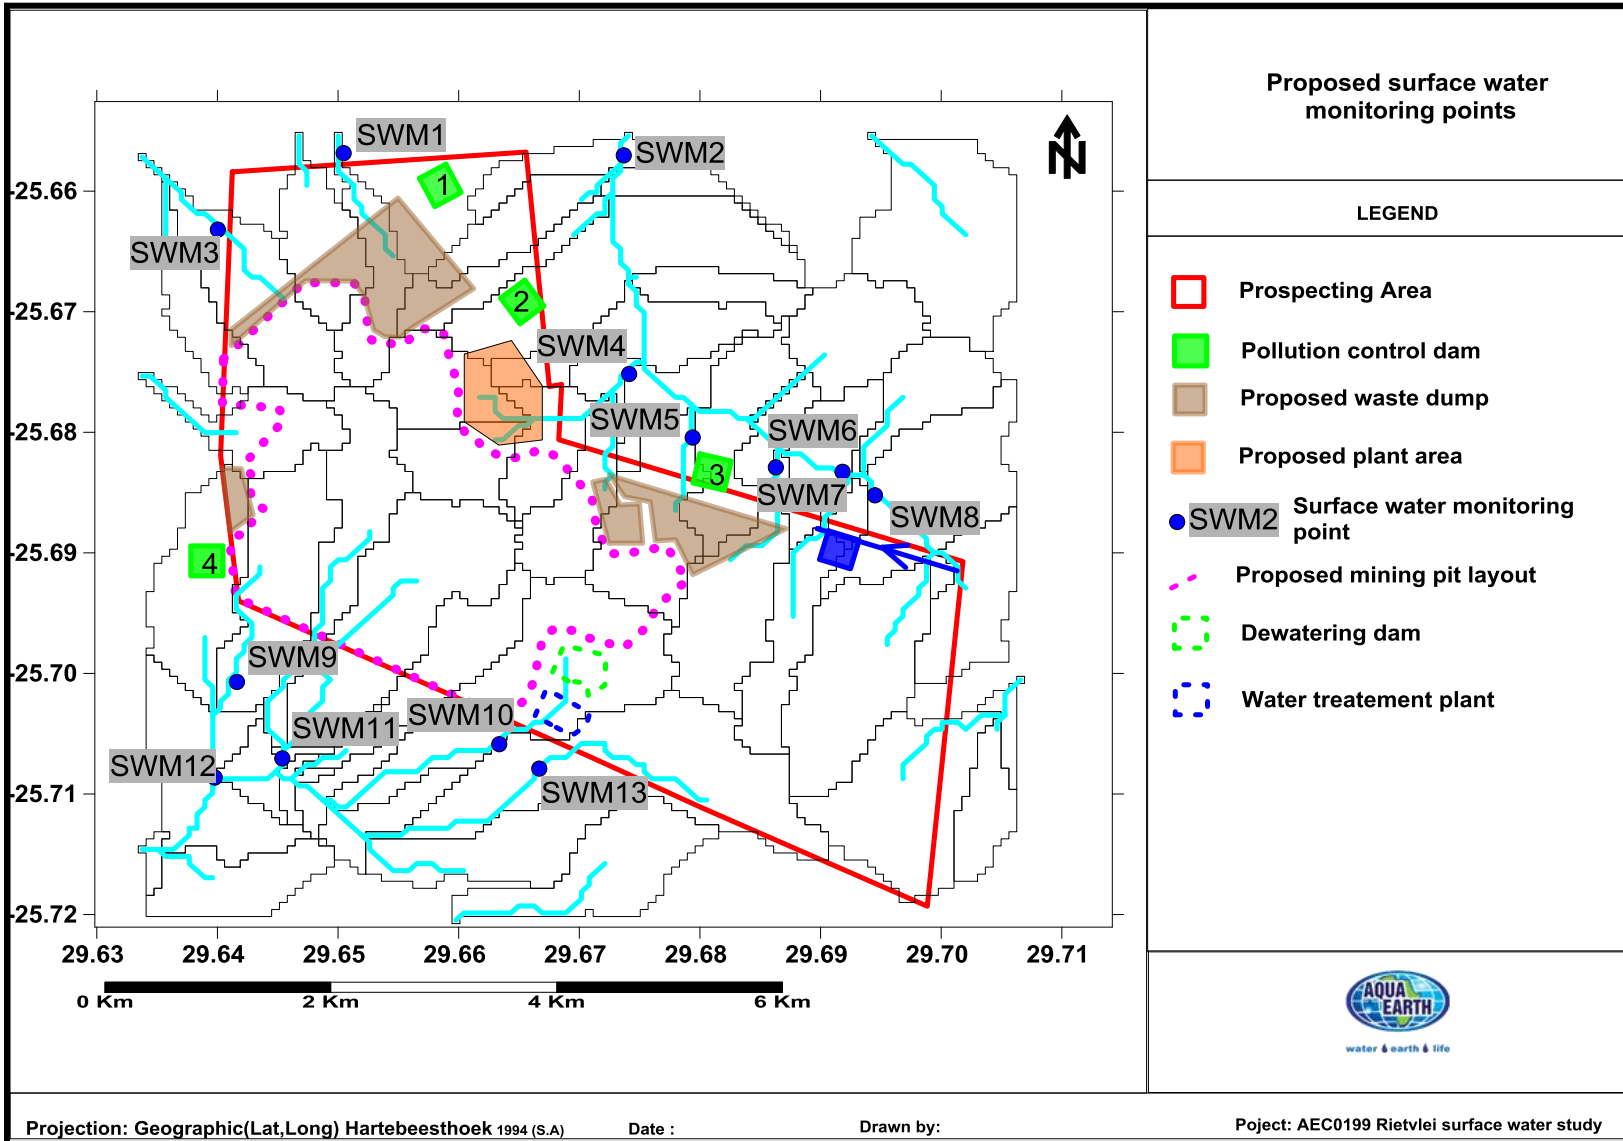 Proposed surface water
monitoring points
LEGEND
Prospecting Area
Pollution control dam
Proposed waste dump
Proposed plant area
SWM2 Surface water monitoring
point
Proposed mining pit layout
Dewatering dam
Water treatement plant
N
SWM1
SWM2
1
-25.66
SWM3
2
-25.67
SWM4
SWM5
SWM6
-25.68
3
SWM7
SWM8
-25.69
4
SWM9
-25.70
SWM10
SWM11
SWM12
SWM13
-25.71
-25.72
29.63 29.64 29.65 29.66 29.67 29.68 29.69 29.70 29.71
0 Km 2 Km 4 Km 6 Km
AQUA
EARTH
water earth life
Projection: Geographic(Lat,Long) Hartebeesthoek 1994 (S.A) Date : Drawn by: Poject: AEC0199 Rietvlei surface water study